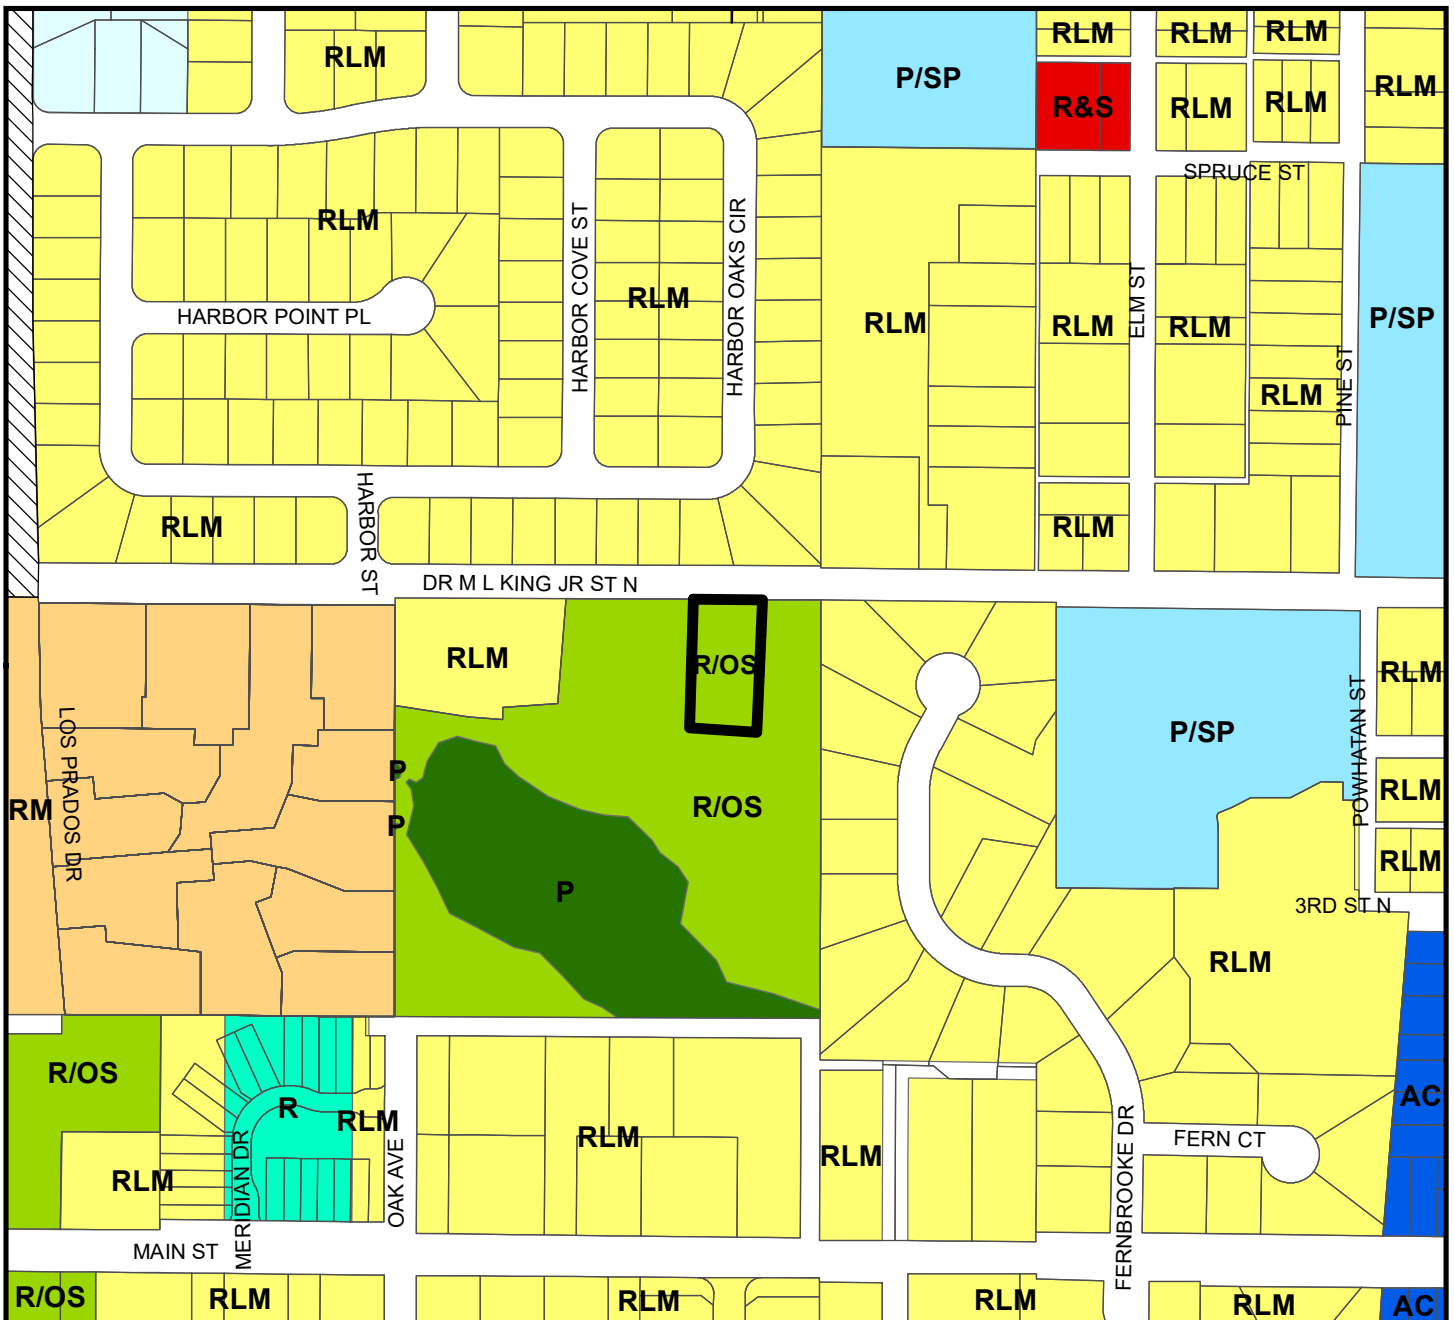 RLM
RLM
RLM
RLM
P/SP
RLM
R&S
RLM
RLM
SPRUCE ST
RLM
HARBOR COVE ST
HARBOR OAKS CIR
RLM
HARBOR POINT PL
RLM
RLM
ELM ST
RLM
P/SP
PINE ST
RLM
RLM
HARBOR ST
RLM
DR M L KING JR ST N
RLM
R/OS
RLM
LOS PRADOS DR
P/SP
POWHATAN ST
P
RM
P
R/OS
RLM
RLM
P
3RD ST N
RLM
R/OS
R
RLM
AC
RLM
MERIDIAN DR
OAK AVE
RLM
RLM
FERNBROOKE DR
FERN CT
MAIN ST
R/OS
RLM
RLM
RLM
RLM
AC